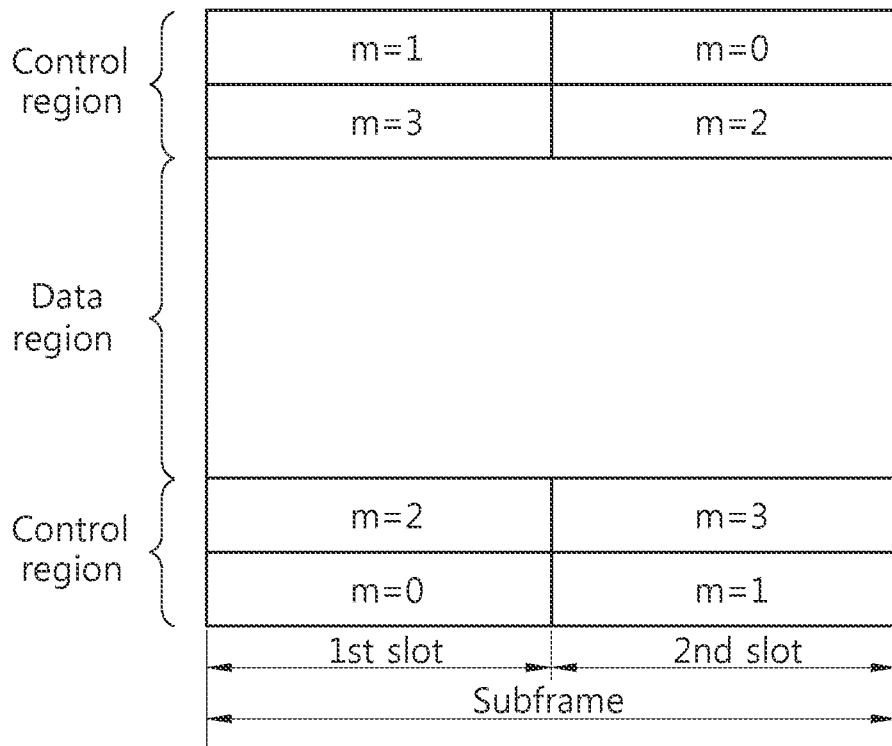 Control
region
m=1
m=0
m=3
m=2
Data
region
Control
region
m=2
m=3
m=0
m=1
1st slot
2nd slot
Subframe